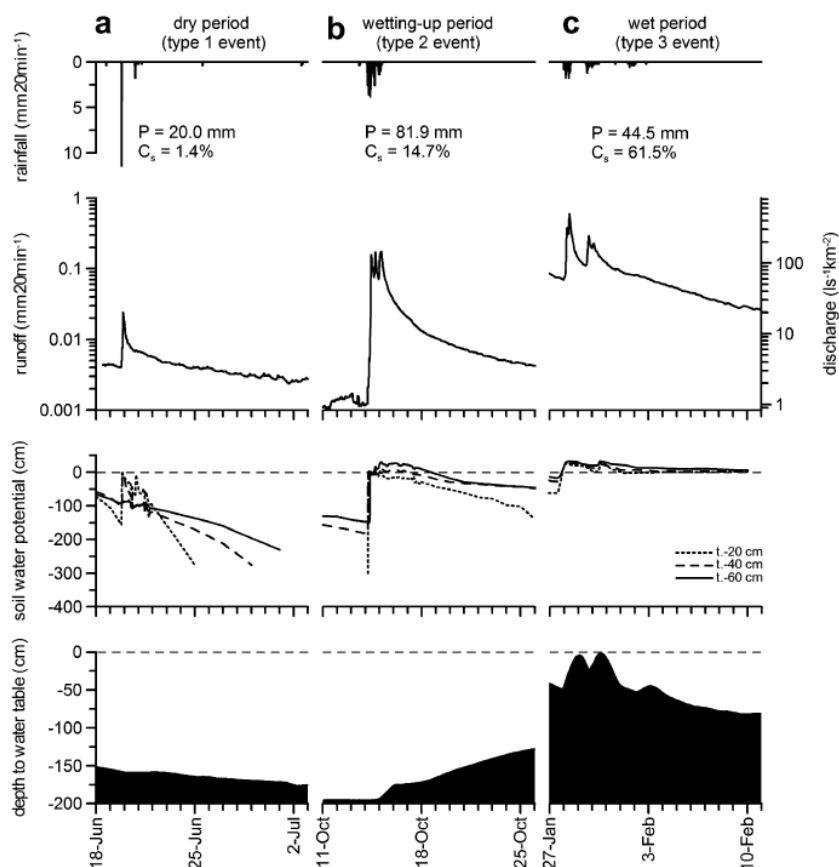 a
dry period
(type 1 event)
b
wetting-up period
(type 2 event)
c
wet period
(type 3 event)
rainfall (mm20min-1)
0
5
10
P = 20.0 mm
Cs = 1.4%
P = 81.9 mm
Cs = 14.7%
P = 44.5 mm
Cs = 61.5%
runoff (mm20min-1)
1
0.1
0.01
0.001
discharge (ls-1km-2)
100
10
1
soil water potential (cm)
0
-100
-200
-300
-400
t.-20 cm
t.-40 cm
t.-60 cm
depth to water table (cm)
0
-50
-100
-150
-200
18-Jun
25-Jun
2-Jul
11-Oct
18-Oct
25-Oct
27-Jan
3-Feb
10-Feb